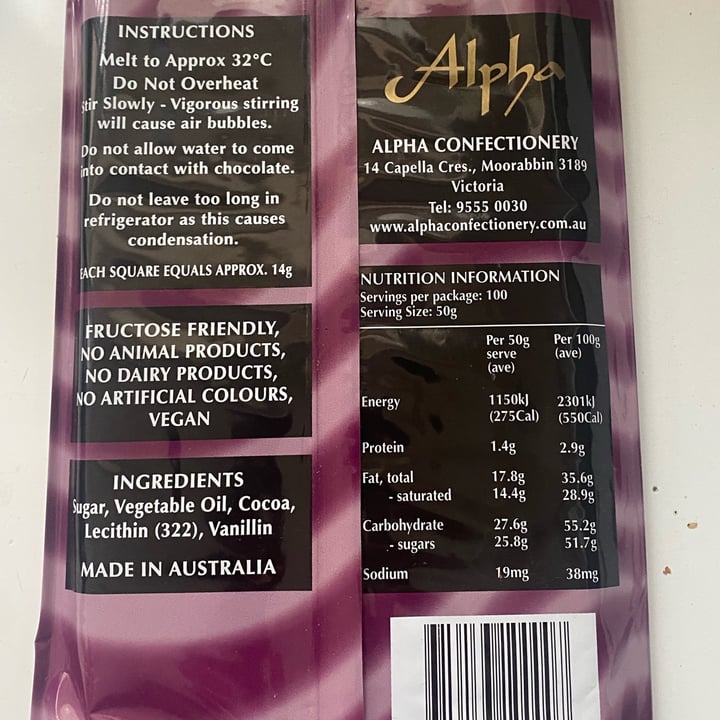 INSTRUCTIONS
Melt to Approx 32°C
Do Not Overheat
Stir Slowly - Vigorous stirring
will cause air bubbles.
Do not allow water to come
into contact with chocolate.
Do not leave too long in
refrigerator as this causes
condensation.
EACH SQUARE EQUALS APPROX. 14g
FRUCTOSE FRIENDLY,
NO ANIMAL PRODUCTS,
NO DAIRY PRODUCTS,
NO ARTIFICIAL COLOURS,
VEGAN
INGREDIENTS
Sugar, Vegetable Oil, Cocoa,
Lecithin (322), Vanillin
MADE IN AUSTRALIA
Alpha
ALPHA CONFECTIONERY
14 Capella Cres., Moorabbin 3189
Victoria
Tel: 9555 0030
www.alphaconfectionery.com.au
NUTRITION INFORMATION
Servings per package: 100
Serving Size: 50g
Per 50g Per 100g
serve (ave)
(ave)
Energy 1150kJ 2301kJ
(275Cal) (550Cal)
Protein 1.4g 2.9g
Fat, total 17.8g 35.6g
- saturated 14.4g 28.9g
Carbohydrate 27.6g 55.2g
- sugars 25.8g 51.7g
Sodium 19mg 38mg